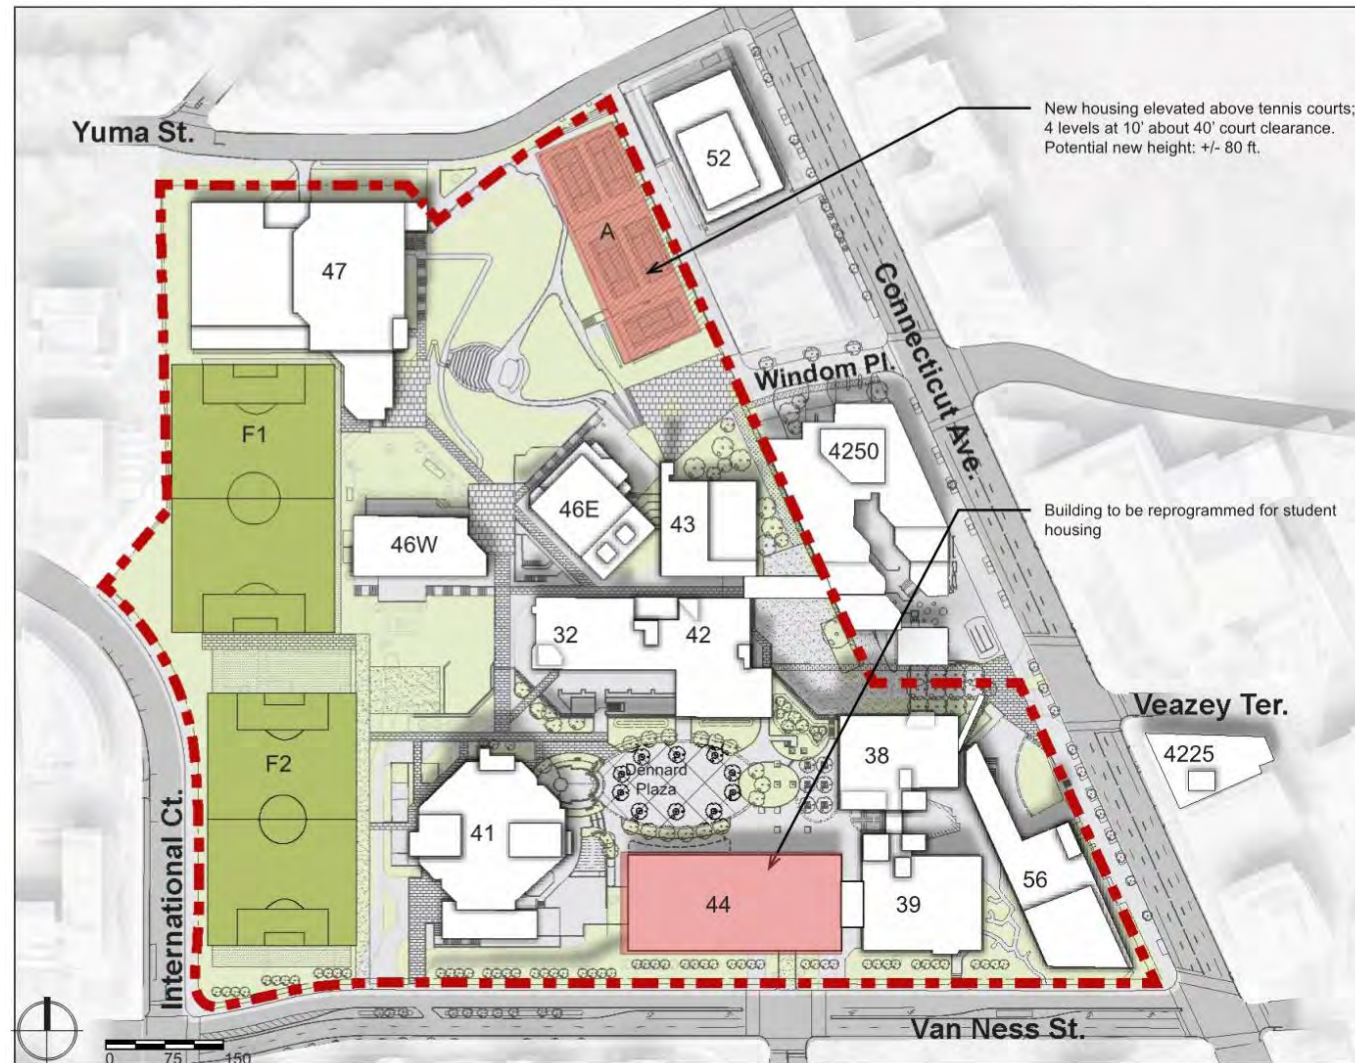 New housing elevated above tennis courts;
4 levels at 10' about 40' court clearance.
Potential new height: +/- 80 ft.
Yuma St.
52
A
47
Connecticut Ave.
Windom Pl.
F1
4250
46E
43
Building to be reprogrammed for student
housing
46W
32
42
Veazey Ter.
4225
F2
Dennard
Plaza
38
41
International Ct.
56
44
39
Van Ness St.
0 75 150